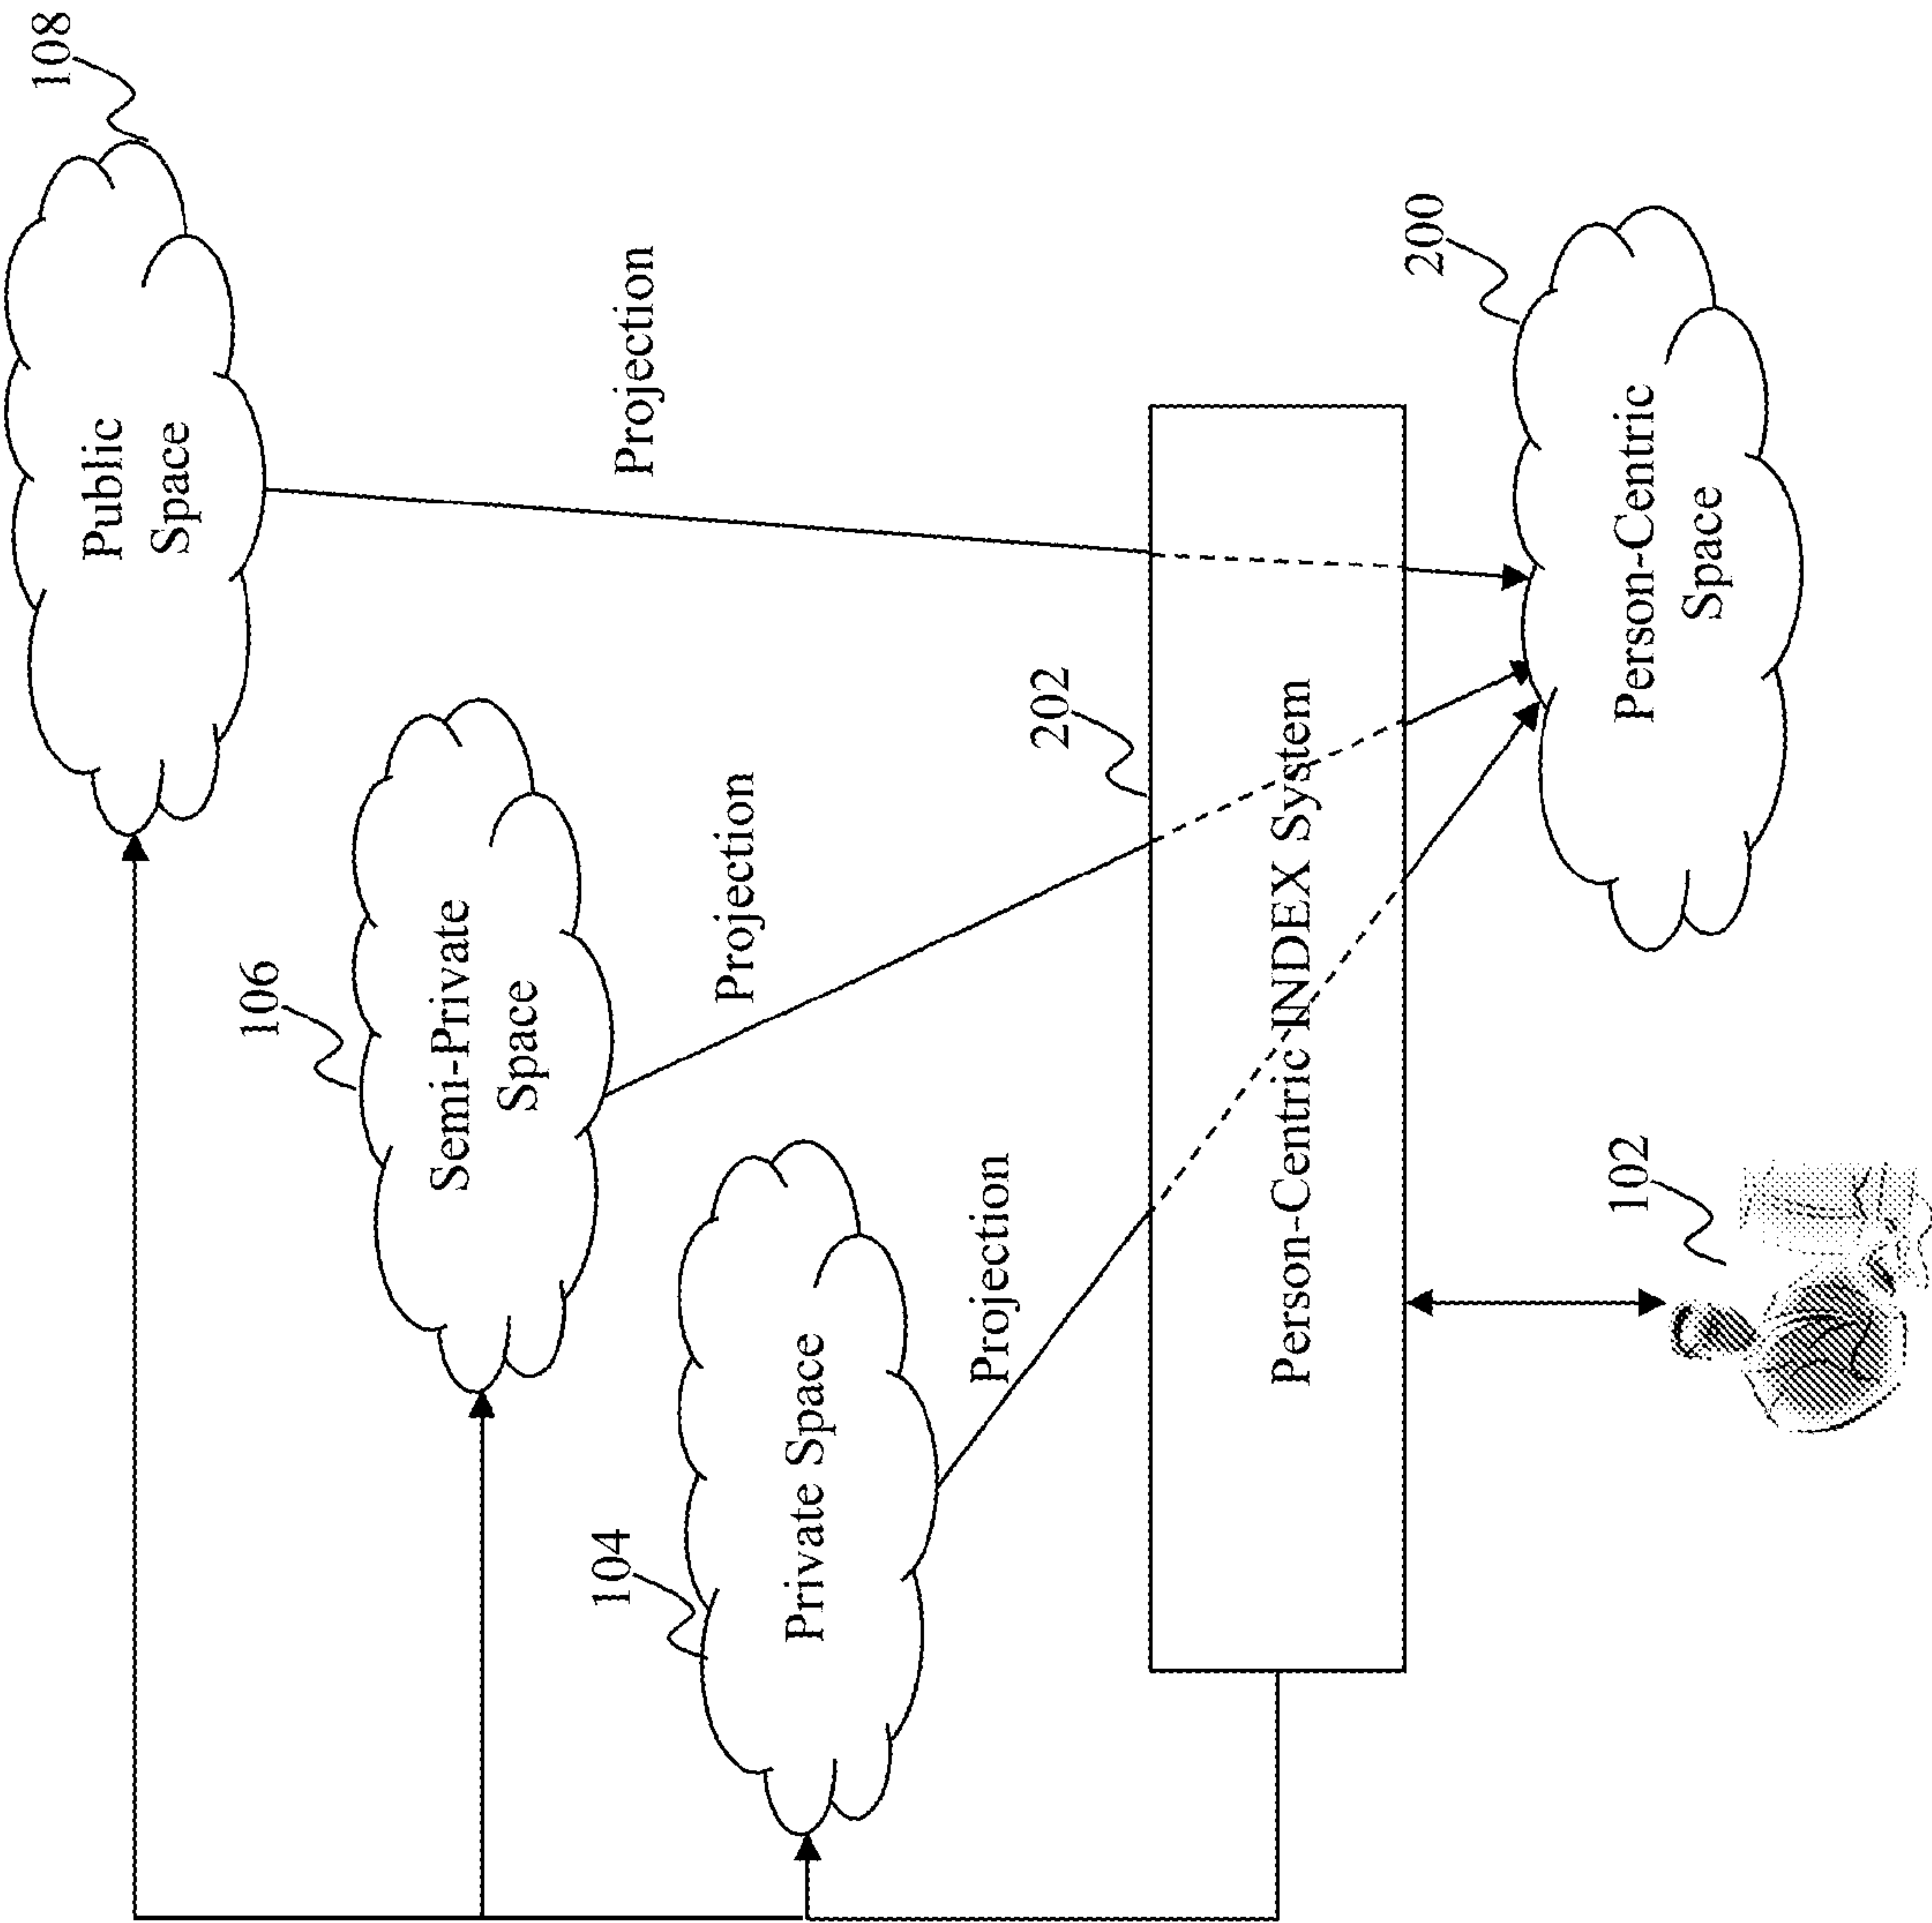 108
Public
Space
Projection
106
Semi-Private
Space
Projection
104
Private Space
Projection
202
Person-Centric INDEX System
200
Person-Centric
Space
102